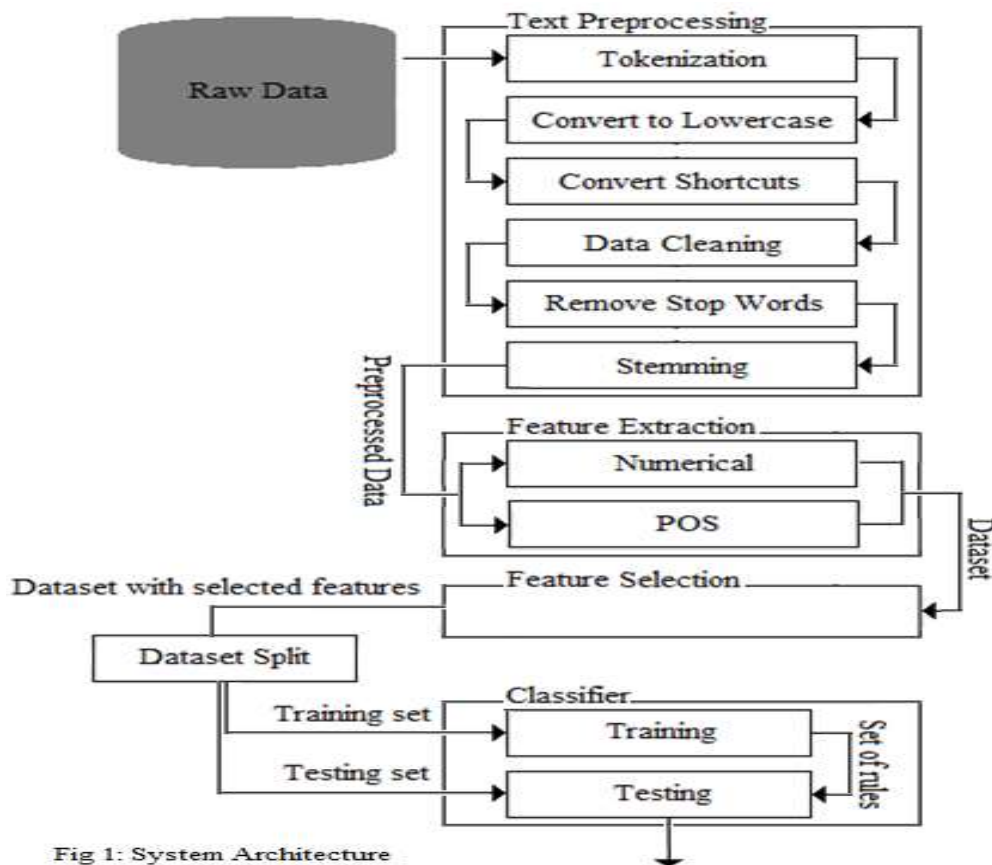 Text Preprocessing
Raw Data
Tokenization
Convert to Lowercase
Convert Shortcuts
Data Cleaning
Remove Stop Words
Stemming
Preprocessed Data
Feature Extraction
Numerical
POS
Dataset
Dataset with selected features
Feature Selection
Dataset Split
Classifier
Training set
Training
Set of rules
Testing set
Testing
Fig 1: System Architecture